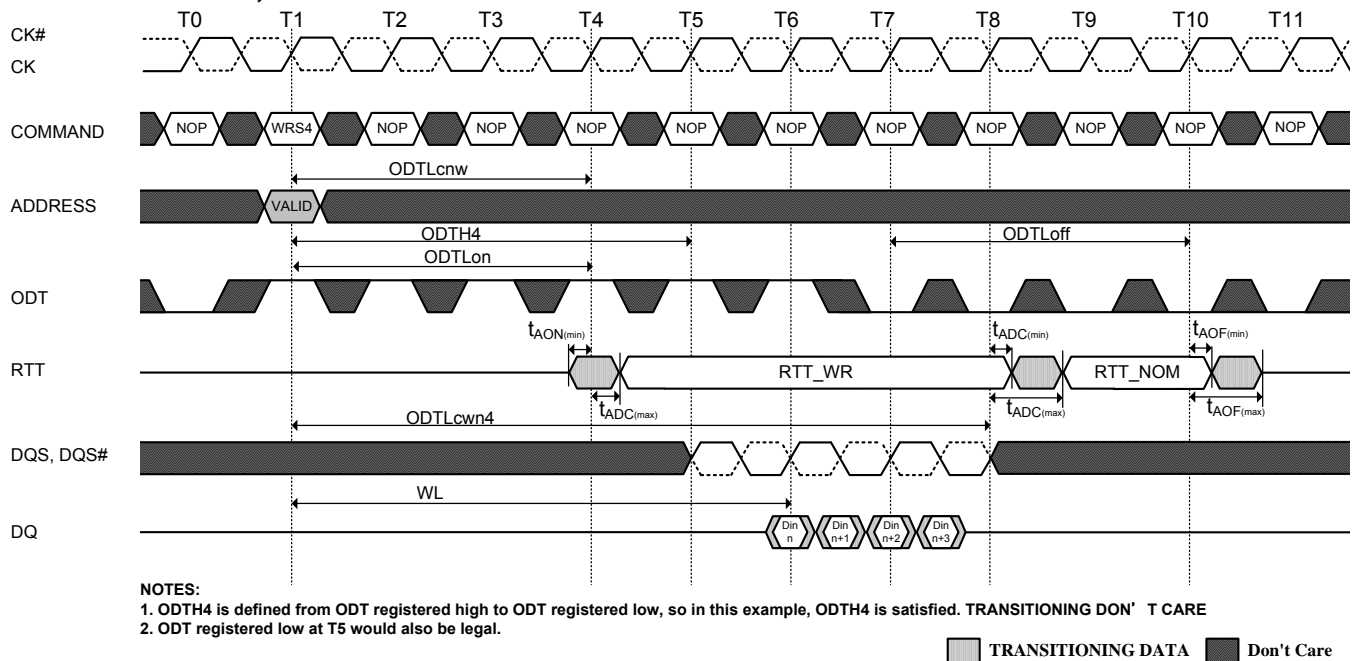 T0 T1 T2 T3 T4 T5 T6 T7 T8 T9 T10 T11
CK#
CK
COMMAND NOP WRS4 NOP NOP NOP NOP NOP NOP NOP NOP NOP NOP
ODTLcnw
ADDRESS VALID
ODTH4 ODTLoff
ODTLon
ODT
tAON(min) tADC(min) tAOF(min)
RTT RTT_WR RTT_NOM
tADC(max) tADC(max) tAOF(max)
ODTLcwn4
DQS, DQS#
WL
DQ Din n Din n+1 Din n+2 Din n+3
NOTES:
1. ODTH4 is defined from ODT registered high to ODT registered low, so in this example, ODTH4 is satisfied. TRANSITIONING DON' T CARE
2. ODT registered low at T5 would also be legal.
TRANSITIONING DATA Don't Care